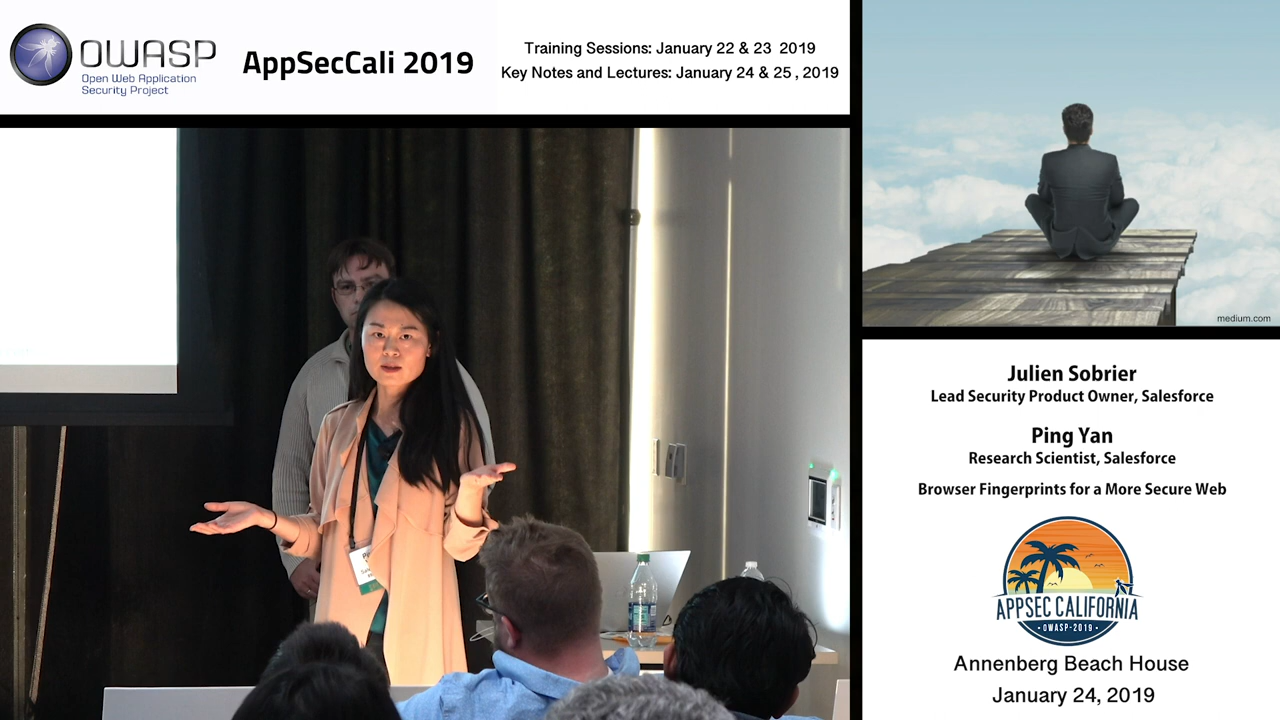 OWASP
Open Web Application
Security Project
AppSecCali 2019
Training Sessions: January 22 & 23 2019
Key Notes and Lectures: January 24 & 25 , 2019
medium.com
Julien Sobrier
Lead Security Product Owner, Salesforce
Ping Yan
Research Scientist, Salesforce
Browser Fingerprints for a More Secure Web
APPSEC CALIFORNIA
• OWASP-2019 •
Annenberg Beach House
January 24, 2019